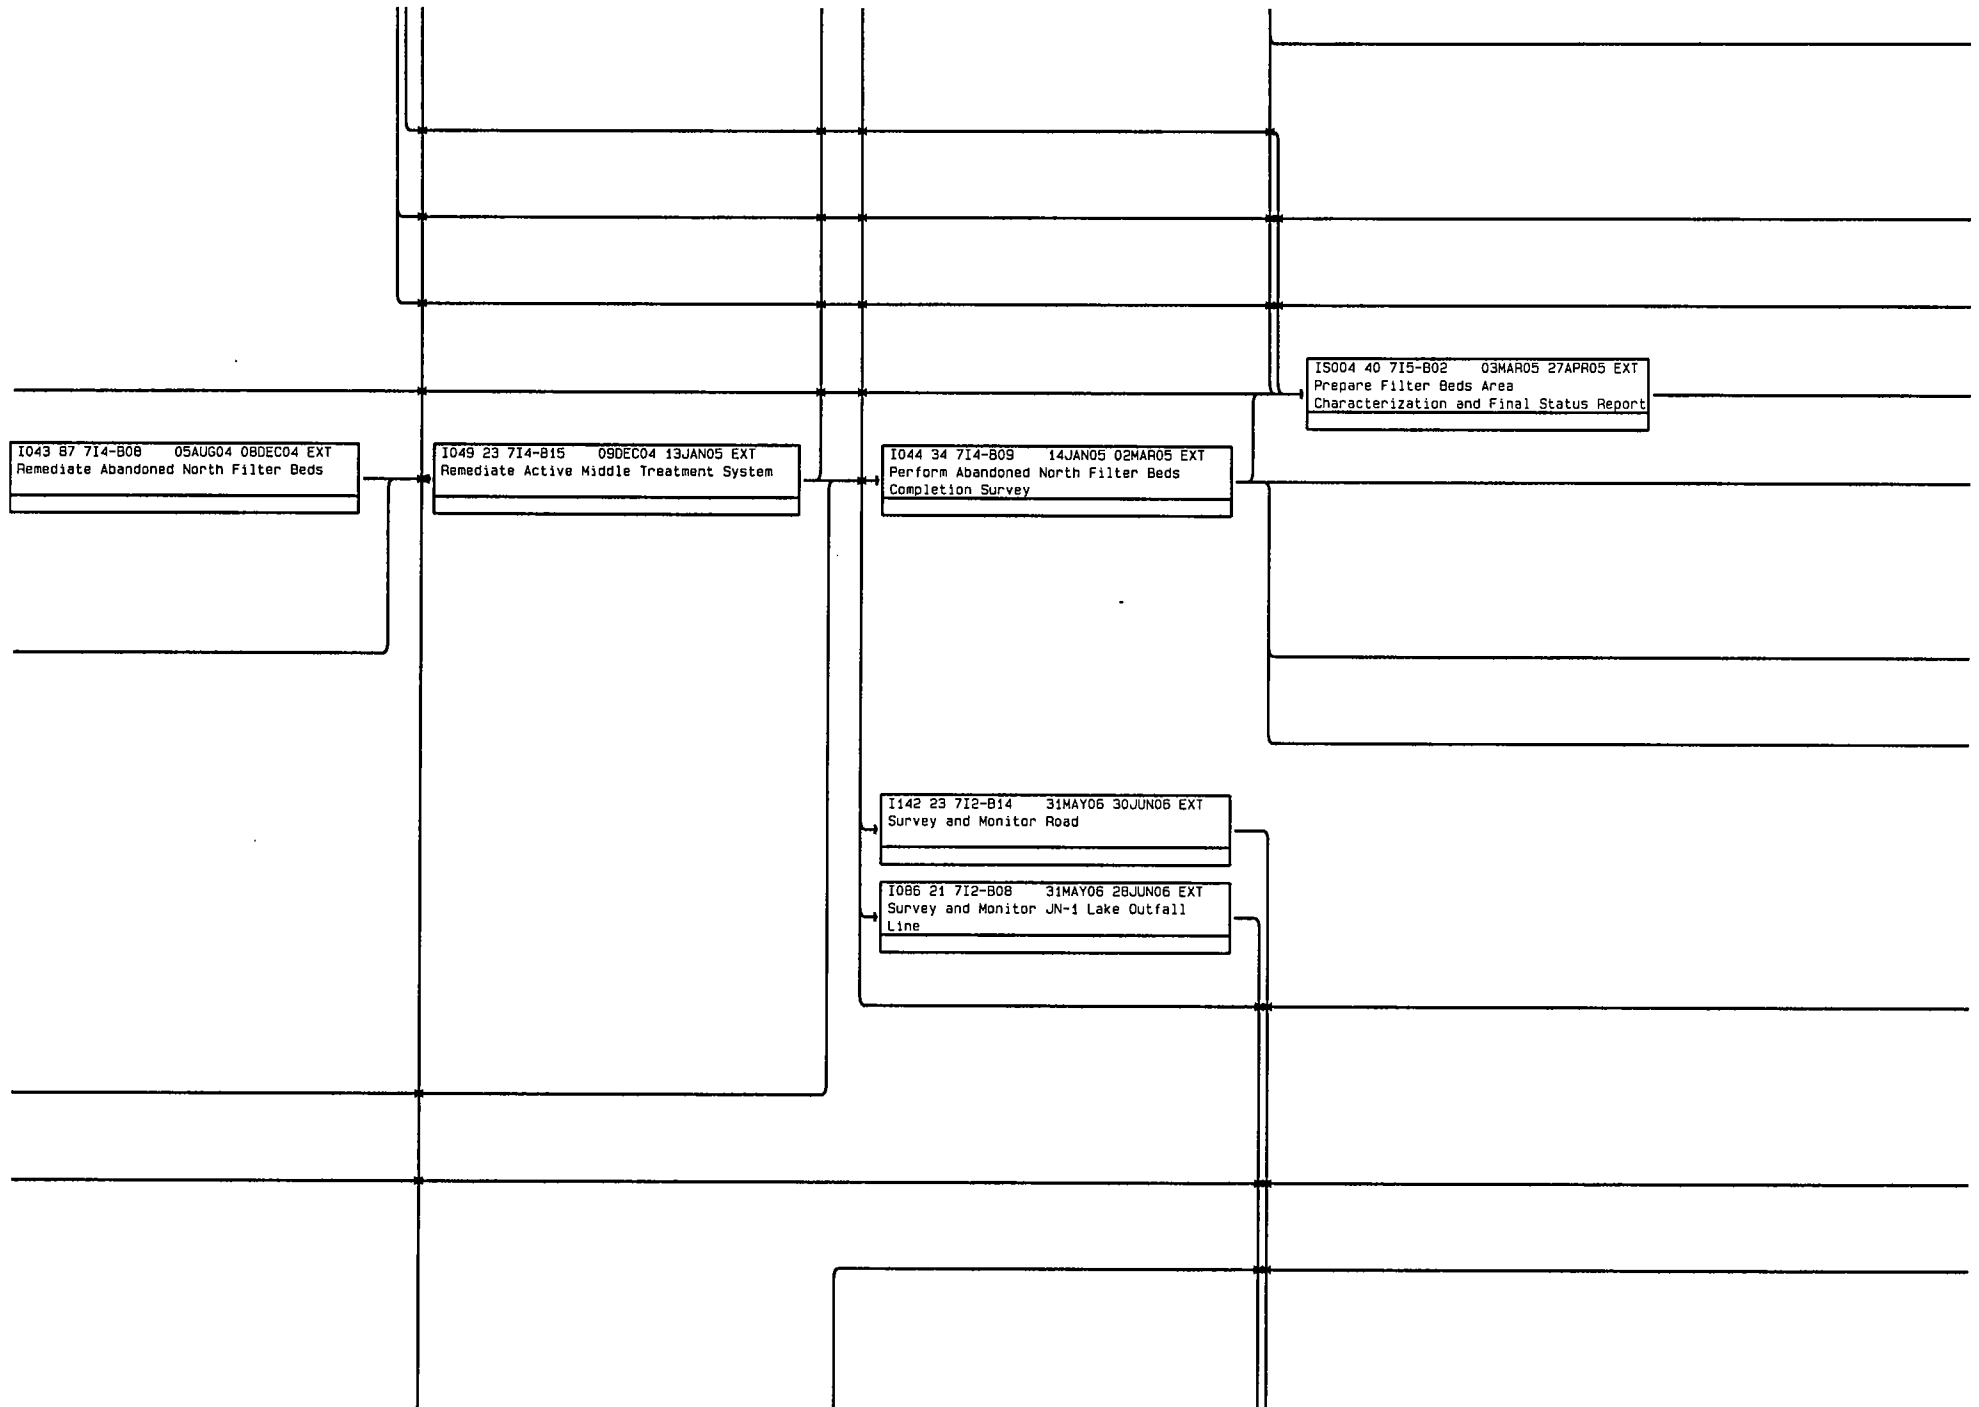 IS004 40 7I5-B02 03MAR05 27APR05 EXT
Prepare Filter Beds Area
Characterization and Final Status Report
I043 87 7I4-B08 05AUG04 08DEC04 EXT
Remediate Abandoned North Filter Beds
I049 23 7I4-B15 09DEC04 13JAN05 EXT
Remediate Active Middle Treatment System
I044 34 7I4-B09 14JAN05 02MAR05 EXT
Perform Abandoned North Filter Beds
Completion Survey
I142 23 7I2-B14 31MAY06 30JUN06 EXT
Survey and Monitor Road
I086 21 7I2-B08 31MAY06 28JUN06 EXT
Survey and Monitor JN-1 Lake Outfall
Line